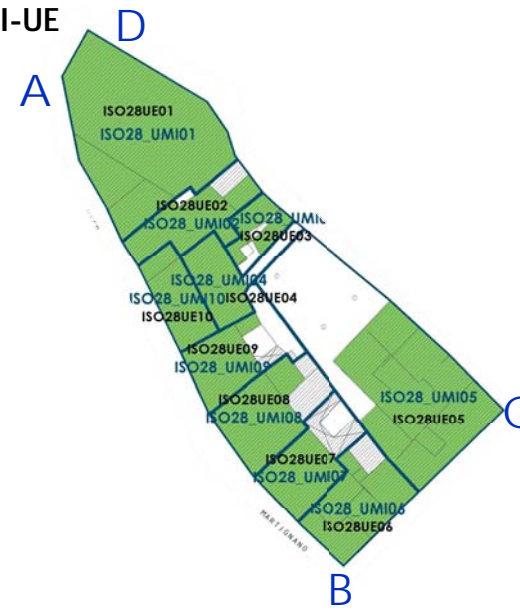 I-UE
D
A
ISO28UE01
ISO28_UMI01
ISO28UE02
ISO28_UMI02
ISO28_UMI
ISO28UE03
ISO28_UMI04
ISO28_UMI10
ISO28UE04
ISO28UE10
ISO28UE09
ISO28_UMI09
ISO28UE08
ISO28_UMI08
ISO28_UMI05
ISO28UE05
C
ISO28UE07
ISO28_UMI07
ISO28_UMI06
ISO28UE06
MARTIGNANO
B